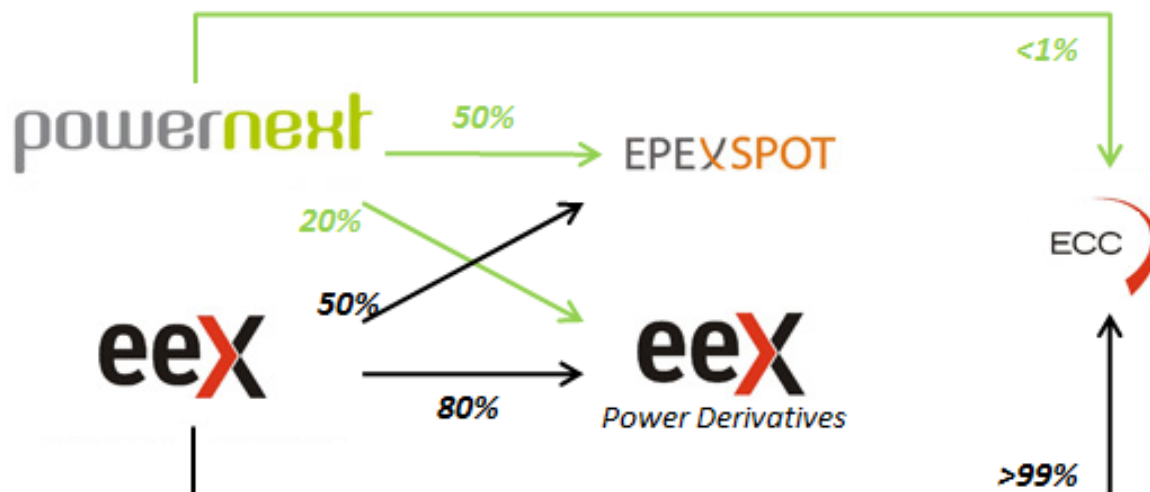 <1%
powernext
50%
EPEXSPOT
20%
ECC
50%
eex
eex
80%
Power Derivatives
>99%